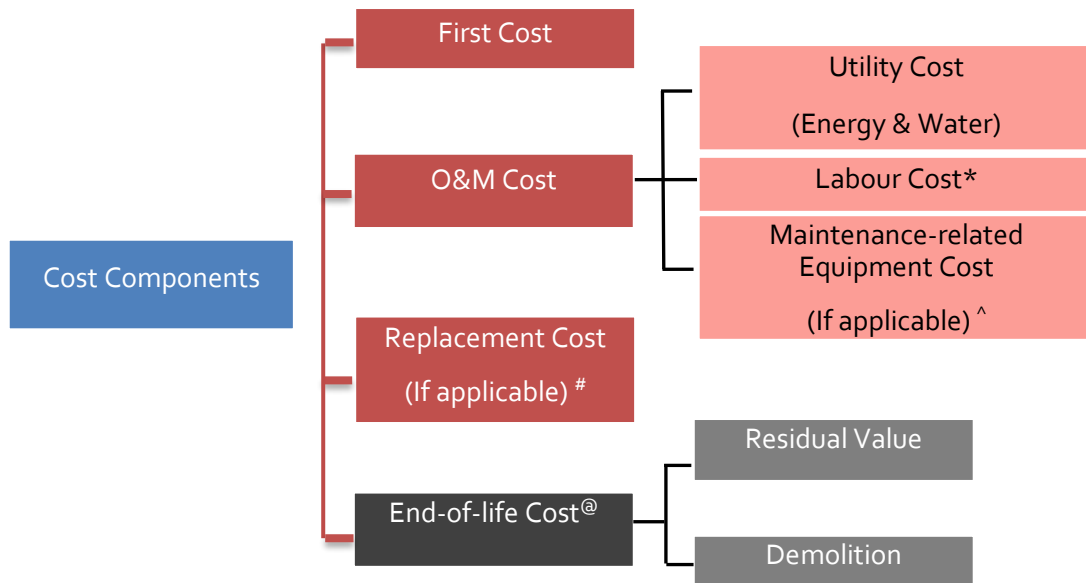 Cost Components
First Cost
O&M Cost
Replacement Cost
(If applicable) #
End-of-life Cost@
Utility Cost
(Energy & Water)
Labour Cost*
Maintenance-related
Equipment Cost
(If applicable) ^
Residual Value
Demolition